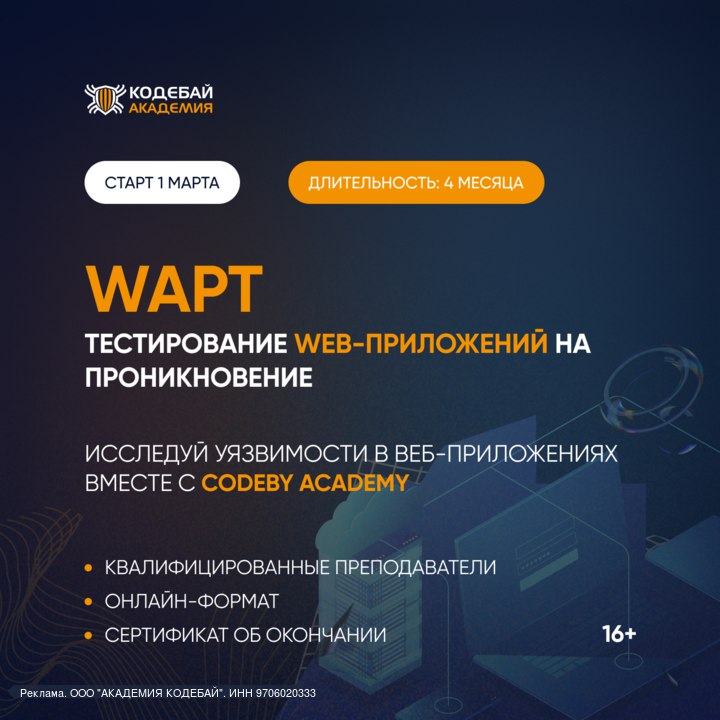 КОДЕБАЙ
АКАДЕМИЯ
СТАРТ 1 МАРТА
ДЛИТЕЛЬНОСТЬ: 4 МЕСЯЦА
WAPT
ТЕСТИРОВАНИЕ WEB-ПРИЛОЖЕНИЙ НА
ПРОНИКНОВЕНИЕ
ИССЛЕДУЙ УЯЗВИМОСТИ В ВЕБ-ПРИЛОЖЕНИЯХ
ВМЕСТЕ С CODEBY ACADEMY
• КВАЛИФИЦИРОВАННЫЕ ПРЕПОДАВАТЕЛИ
• ОНЛАЙН-ФОРМАТ
• СЕРТИФИКАТ ОБ ОКОНЧАНИИ
16+
Реклама. ООО "АКАДЕМИЯ КОДЕБАЙ". ИНН 9706020333